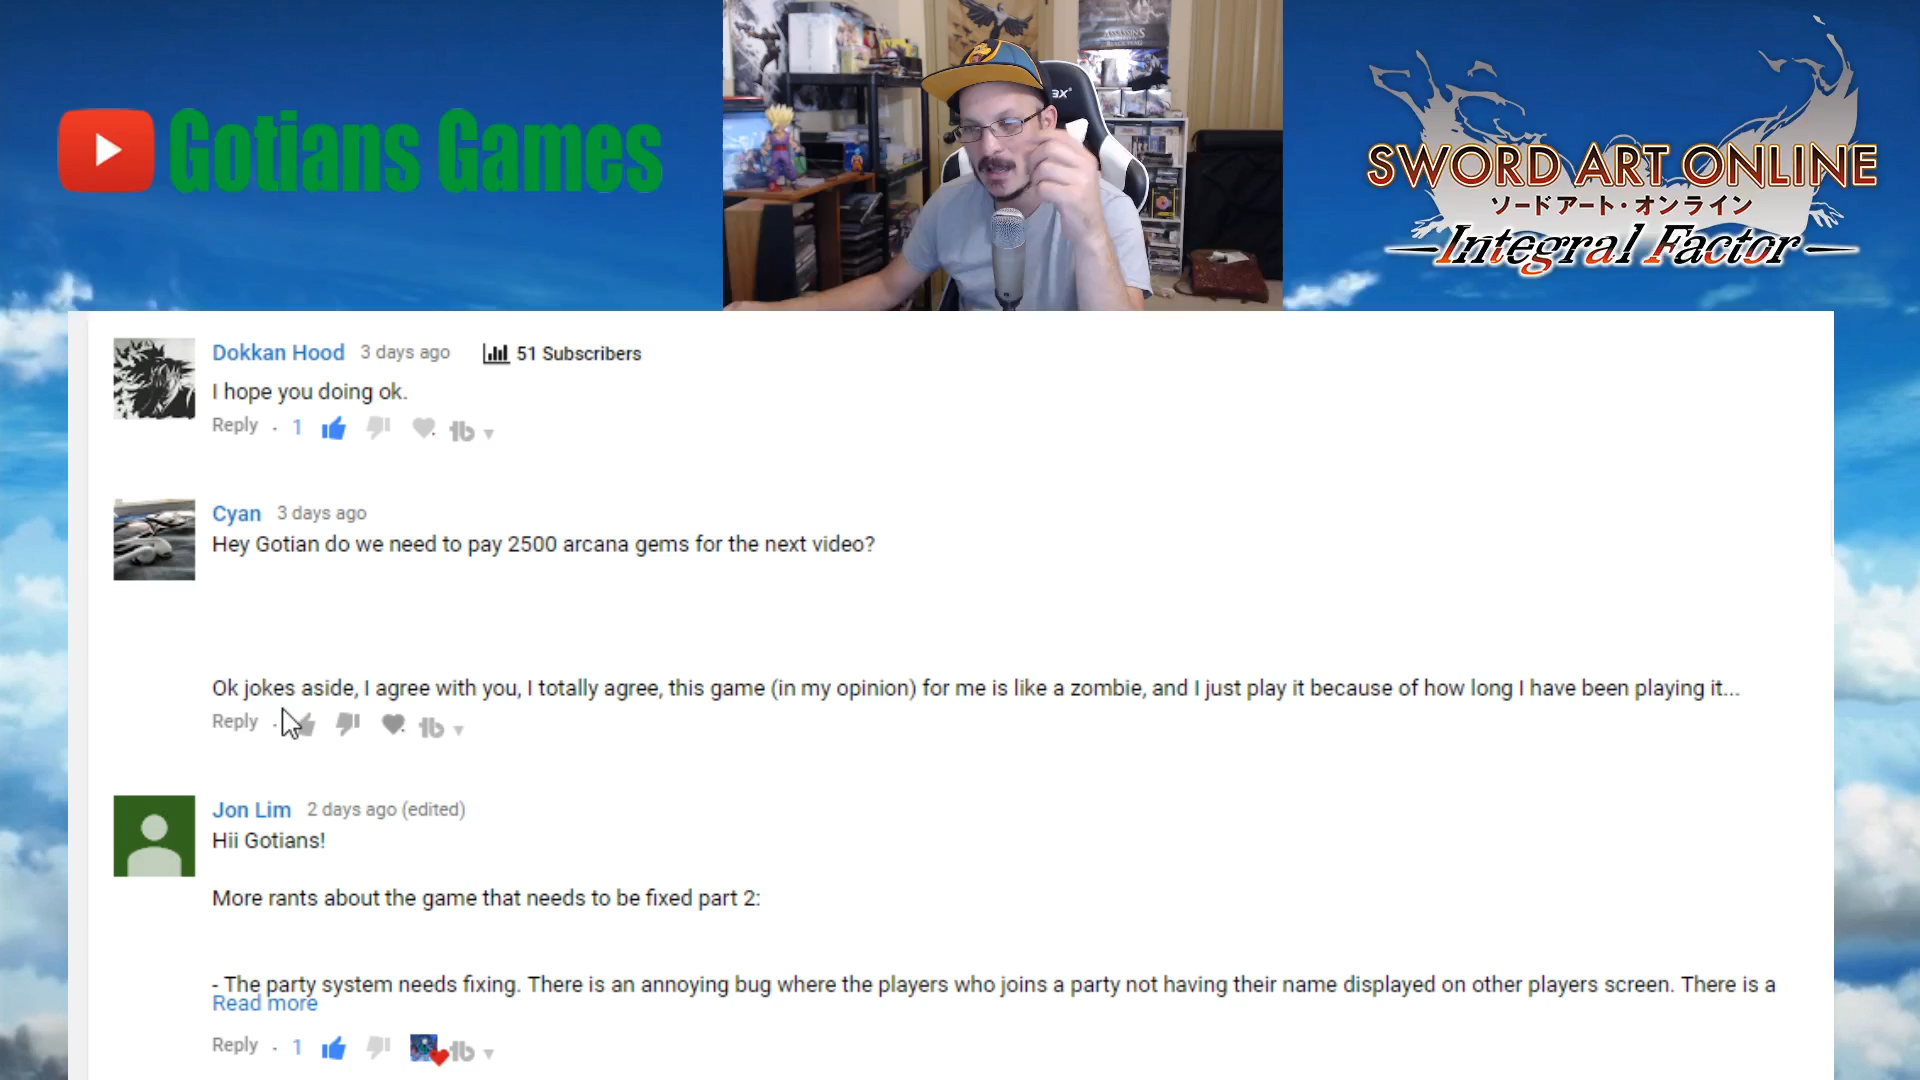 Gotians Games
ASSASSIN'S
SWORD ART ONLINE
ソードアート・オンライン
Integral Factor
Dokkan Hood 3 days ago 51 Subscribers
I hope you doing ok.
Reply . 1
Cyan 3 days ago
Hey Gotian do we need to pay 2500 arcana gems for the next video?
Ok jokes aside, I agree with you, I totally agree, this game (in my opinion) for me is like a zombie, and I just play it because of how long I have been playing it...
Reply .
Jon Lim 2 days ago (edited)
Hii Gotians!
More rants about the game that needs to be fixed part 2:
- The party system needs fixing. There is an annoying bug where the players who joins a party not having their name displayed on other players screen. There is a
Read more
Reply . 1